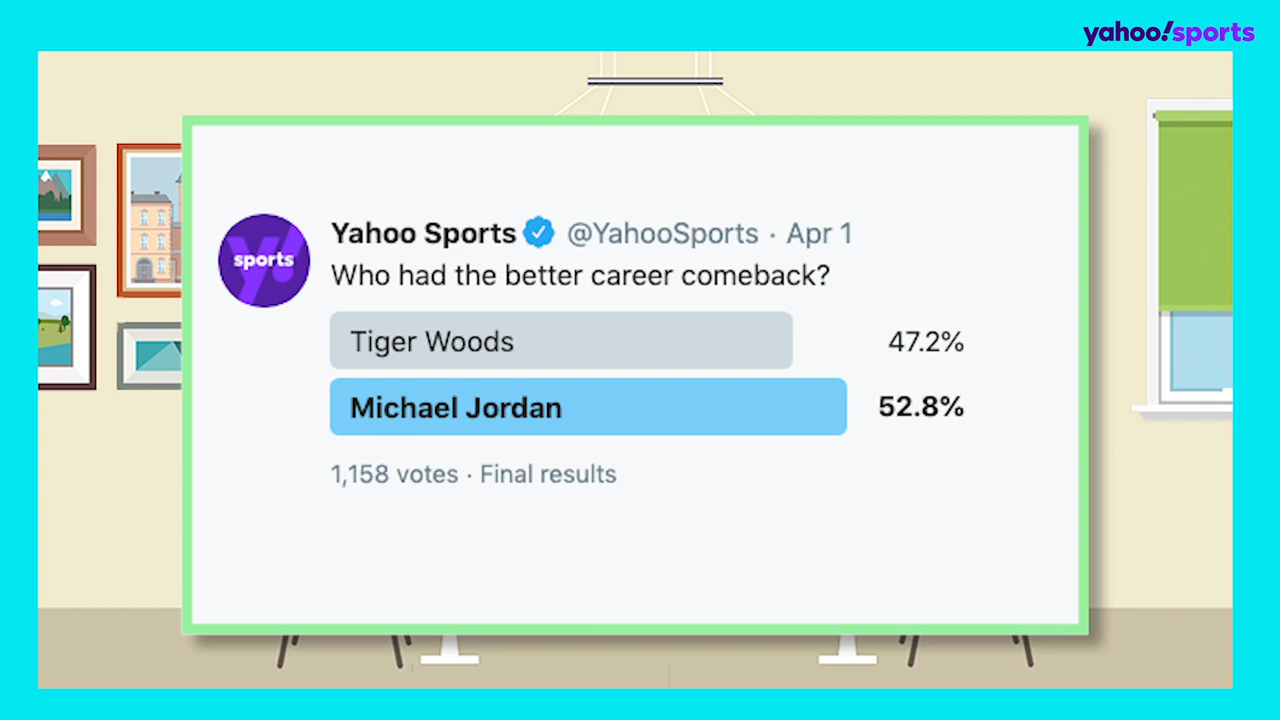 yahoo!sports
sports
Yahoo Sports @YahooSports · Apr 1
Who had the better career comeback?
Tiger Woods 47.2%
Michael Jordan 52.8%
1,158 votes · Final results